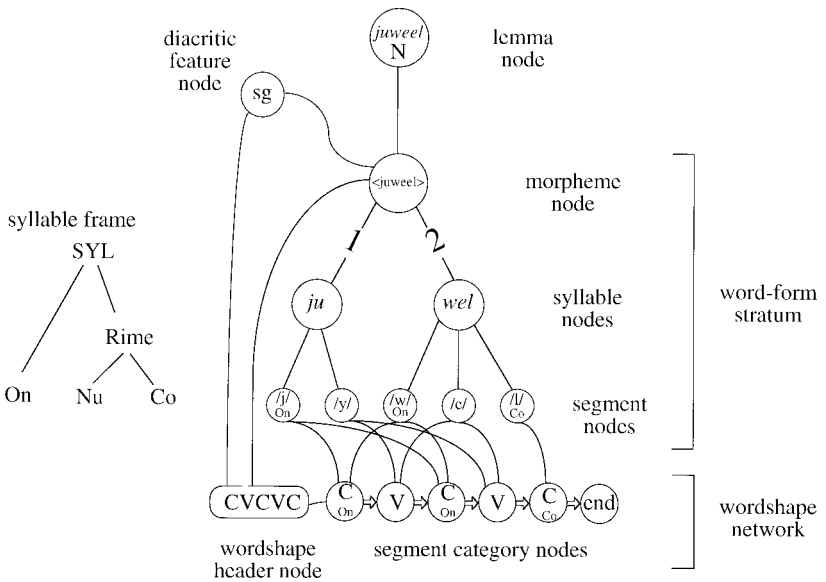 diacritic
feature
node
juweel
N
lemma
node
sg
<juweel>
morpheme
node
syllable frame
SYL
1
2
ju
wel
syllable
nodes
word-form
stratum
Rime
On
Nu
Co
/j/
On
/y/
/w/
On
/e/
/l/
Co
segment
nodes
CVCVC
C
On
V
C
On
V
C
Co
end
wordshape
network
wordshape
header node
segment category nodes